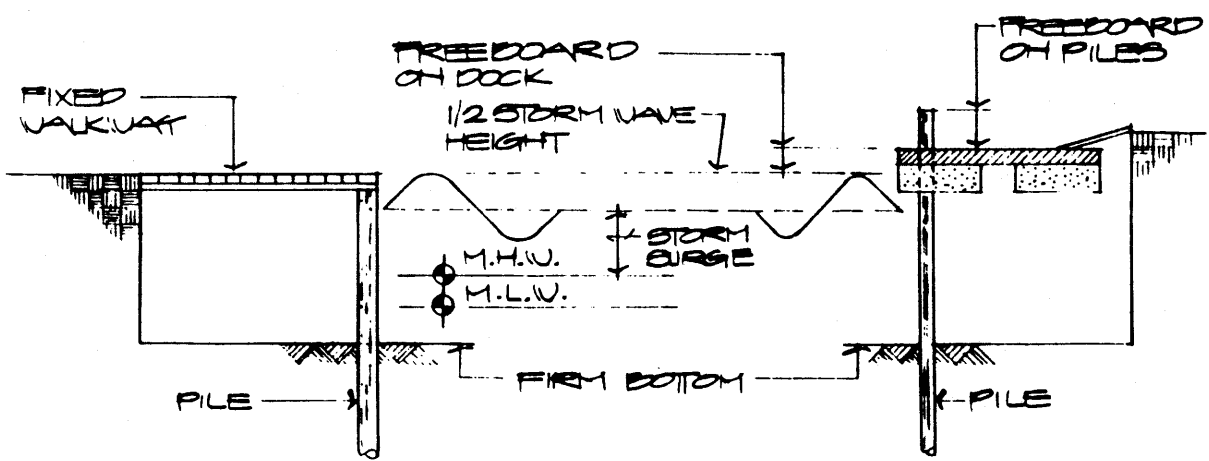 FREEBOARD
ON PILES
FREEBOARD
ON DOCK
FIXED
WALKWAY
1/2 STORM WAVE
HEIGHT
STORM
SURGE
M.H.W.
M.L.W.
FIRM BOTTOM
PILE
PILE